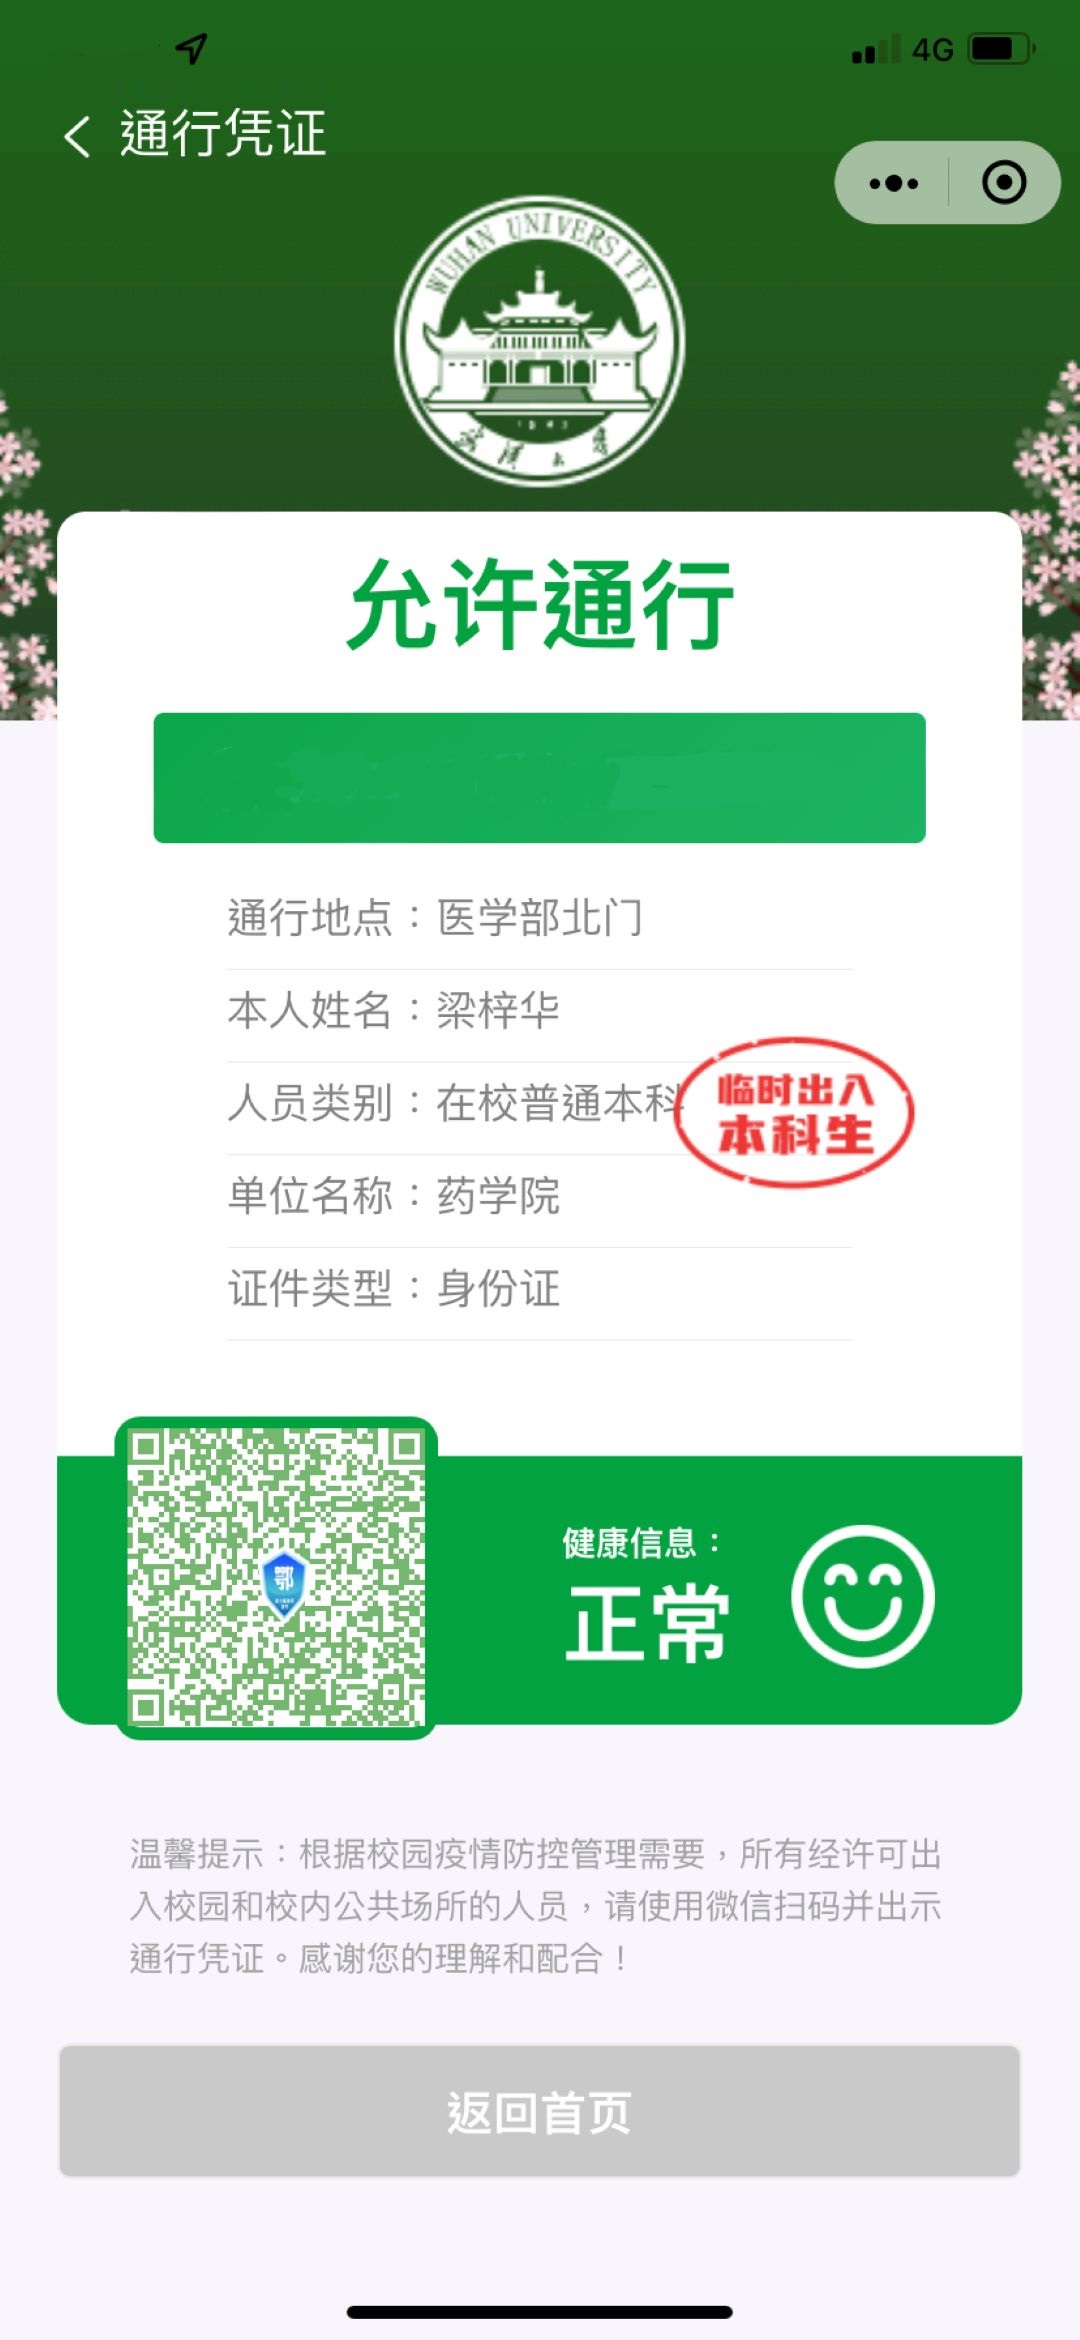 4G
通行凭证
WUHAN UNIVERSITY
武汉大学
允许通行
通行地点：医学部北门
本人姓名：梁梓华
人员类别：在校普通本科
临时出入
本科生
单位名称：药学院
证件类型：身份证
鄂
健康信息：
正常
温馨提示：根据校园疫情防控管理需要，所有经许可出
入校园和校内公共场所的人员，请使用微信扫码并出示
通行凭证。感谢您的理解和配合！
返回首页